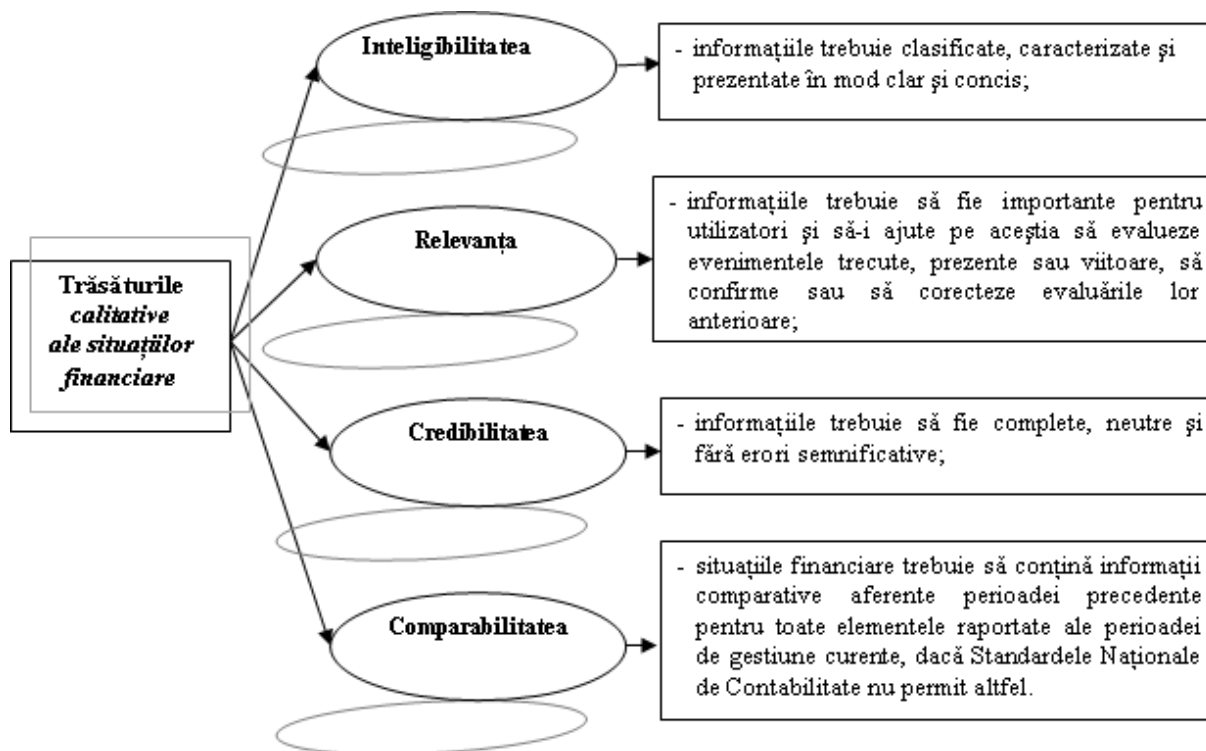 Inteligibilitatea
- informațiile trebuie clasificate, caracterizate și
prezentate în mod clar și concis;
Relevanța
- informațiile trebuie să fie importante pentru
utilizatori și să-i ajute pe aceștia să evalueze
evenimentele trecute, prezente sau viitoare, să
confirme sau să corecteze evaluările lor
anterioare;
Trăsăturile
calitative
ale situațiilor
financiare
Credibilitatea
- informațiile trebuie să fie complete, neutre și
fără erori semnificative;
Comparabilitatea
- situațiile financiare trebuie să conțină informații
comparative aferente perioadei precedente
pentru toate elementele raportate ale perioadei
de gestiune curente, dacă Standardele Naționale
de Contabilitate nu permit altfel.